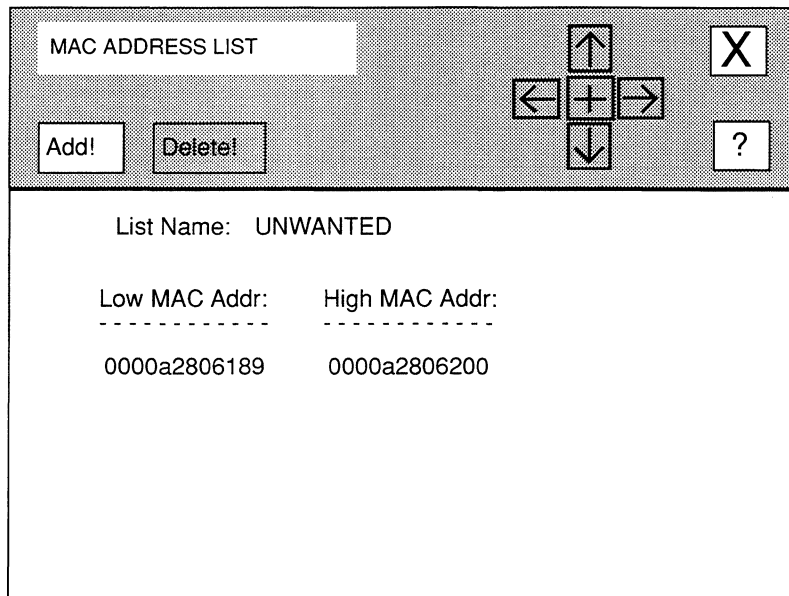 MAC ADDRESS LIST
X
Add! Delete!
?
List Name: UNWANTED
Low MAC Addr: High MAC Addr:
- - - - - - - - - - - - - - - - - - - - - - - -
0000a2806189 0000a2806200